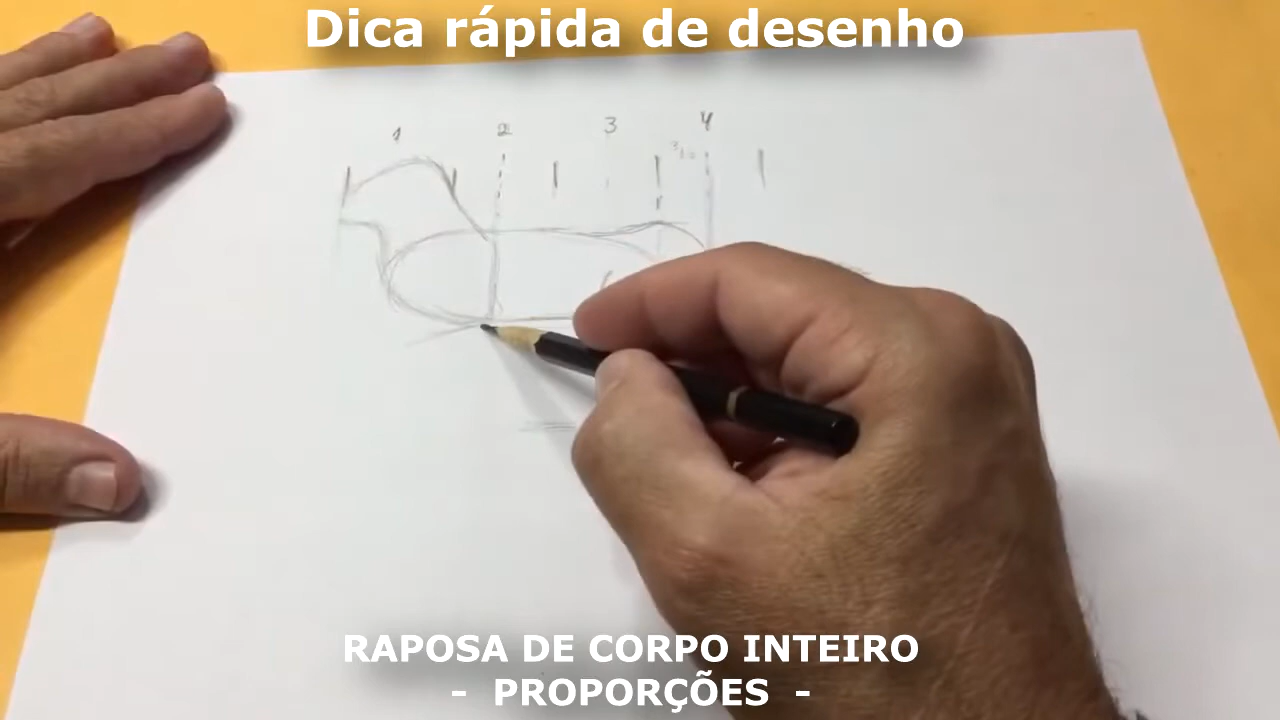 Dica rápida de desenho
1 2 3 4
RAPOSA DE CORPO INTEIRO
- PROPORÇÕES -